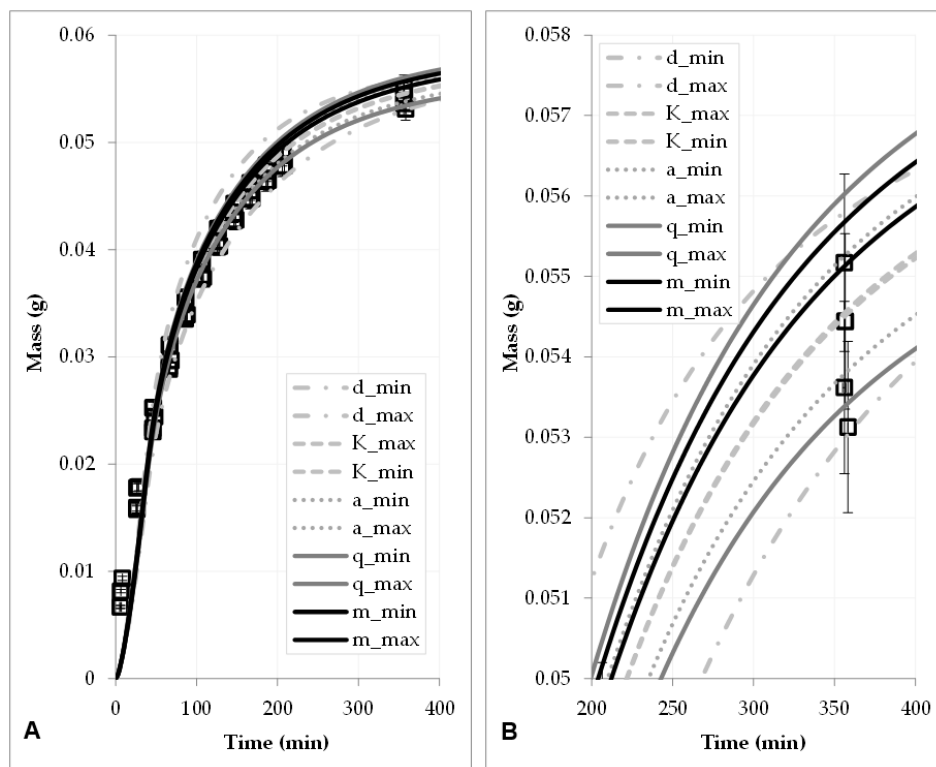 0.06
0.05
0.04
0.03
0.02
0.01
0
Mass (g)
d_min
d_max
K_max
K_min
a_min
a_max
q_min
q_max
m_min
m_max
0 100 200 300 400
Time (min)
A
0.058
0.057
0.056
0.055
0.054
0.053
0.052
0.051
0.05
Mass (g)
d_min
d_max
K_max
K_min
a_min
a_max
q_min
q_max
m_min
m_max
200 250 300 350 400
Time (min)
B